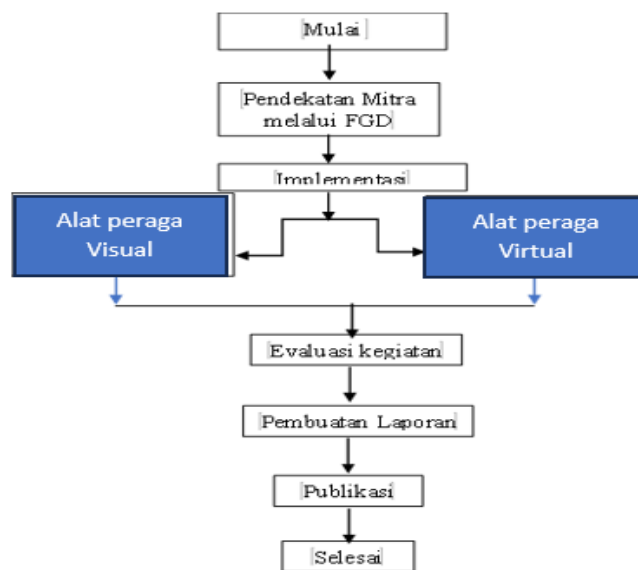 Mulai
Pendekatan Mitra
melalui FGD
Implementasi
Alat peraga
Visual
Alat peraga
Virtual
Evaluasi kegiatan
Pembuatan Laporan
Publikasi
Selesai